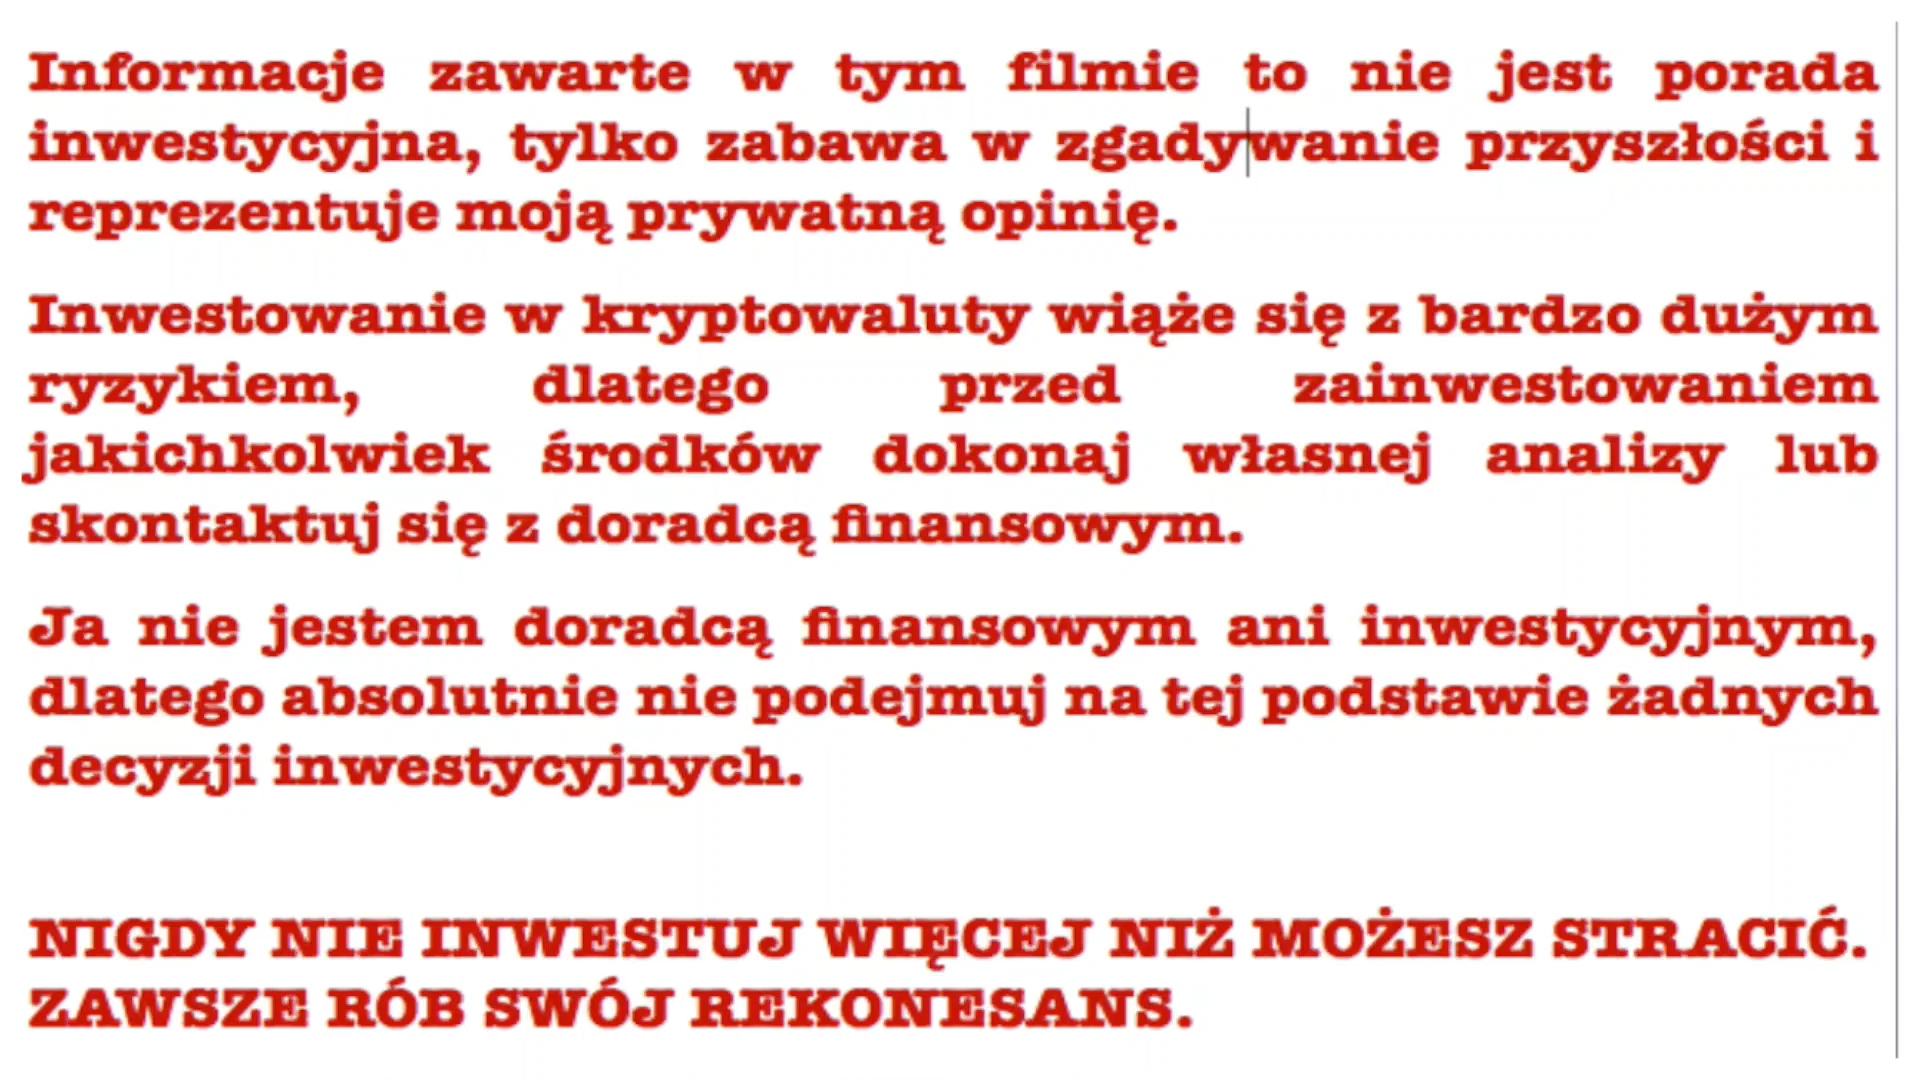 Informacje zawarte w tym filmie to nie jest porada
inwestycyjna, tylko zabawa w zgadywanie przyszłości i
reprezentuje moją prywatną opinię.
Inwestowanie w kryptowaluty wiąże się z bardzo dużym
ryzykiem, dlatego przed zainwestowaniem
jakichkolwiek środków dokonaj własnej analizy lub
skontaktuj się z doradcą finansowym.
Ja nie jestem doradcą finansowym ani inwestycyjnym,
dlatego absolutnie nie podejmuj na tej podstawie żadnych
decyzji inwestycyjnych.
NIGDY NIE INWESTUJ WIĘCEJ NIŻ MOŻESZ STRACIĆ.
ZAWSZE RÓB SWÓJ REKONESANS.